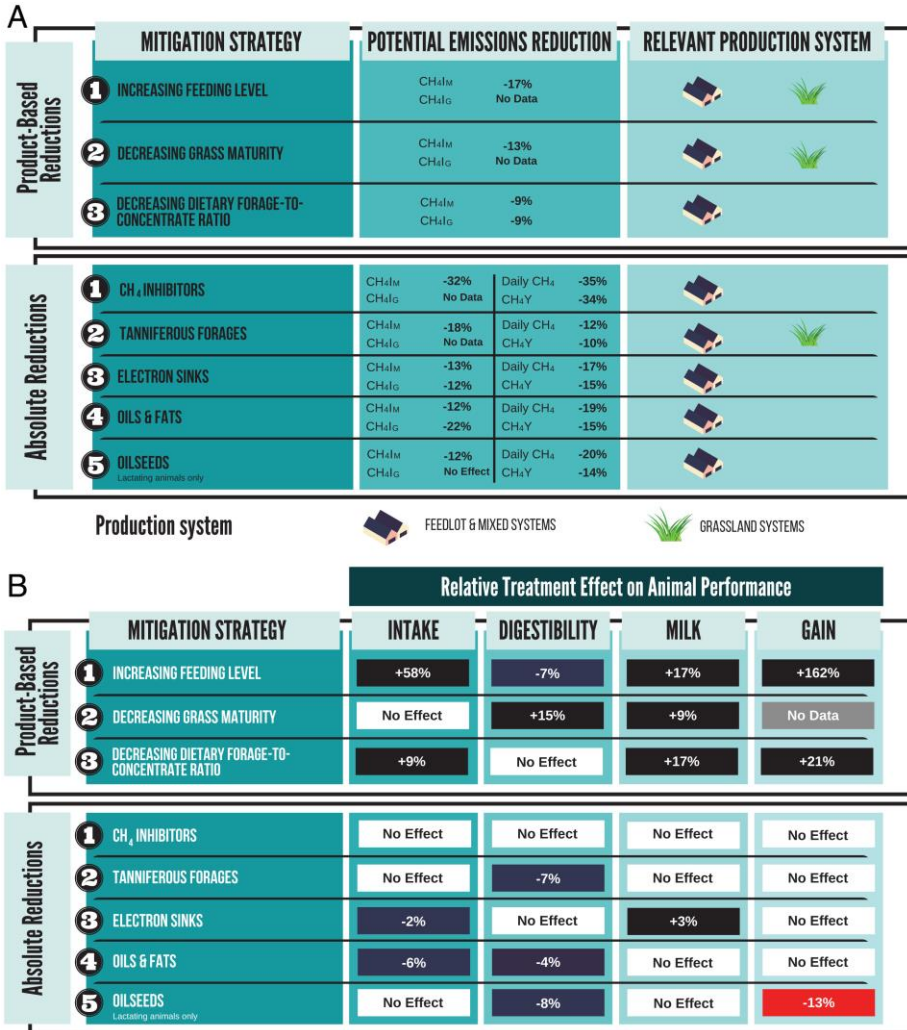 A
MITIGATION STRATEGY POTENTIAL EMISSIONS REDUCTION RELEVANT PRODUCTION SYSTEM
Product-Based
Reductions
1 INCREASING FEEDING LEVEL CH₄IM -17%
CH₄IG No Data
2 DECREASING GRASS MATURITY CH₄IM -13%
CH₄IG No Data
3 DECREASING DIETARY FORAGE-TO-
CONCENTRATE RATIO
CH₄IM -9%
CH₄IG -9%
Absolute Reductions
1 CH₄ INHIBITORS CH₄IM -32% Daily CH₄ -35%
CH₄IG No Data CH₄Y -34%
2 TANNIFEROUS FORAGES CH₄IM -18% Daily CH₄ -12%
CH₄IG No Data CH₄Y -10%
3 ELECTRON SINKS CH₄IM -13% Daily CH₄ -17%
CH₄IG -12% CH₄Y -15%
4 OILS & FATS CH₄IM -12% Daily CH₄ -19%
CH₄IG -22% CH₄Y -15%
5 OILSEEDS CH₄IM -12% Daily CH₄ -20%
Lactating animals only CH₄IG No Effect CH₄Y -14%
Production system FEEDLOT & MIXED SYSTEMS GRASSLAND SYSTEMS
B
Relative Treatment Effect on Animal Performance
MITIGATION STRATEGY INTAKE DIGESTIBILITY MILK GAIN
Product-Based
Reductions
1 INCREASING FEEDING LEVEL +58% -7% +17% +162%
2 DECREASING GRASS MATURITY No Effect +15% +9% No Data
3 DECREASING DIETARY FORAGE-TO-
CONCENTRATE RATIO
+9% No Effect +17% +21%
Absolute Reductions
1 CH₄ INHIBITORS No Effect No Effect No Effect No Effect
2 TANNIFEROUS FORAGES No Effect -7% No Effect No Effect
3 ELECTRON SINKS -2% No Effect +3% No Effect
4 OILS & FATS -6% -4% No Effect No Effect
5 OILSEEDS No Effect -8% No Effect -13%
Lactating animals only